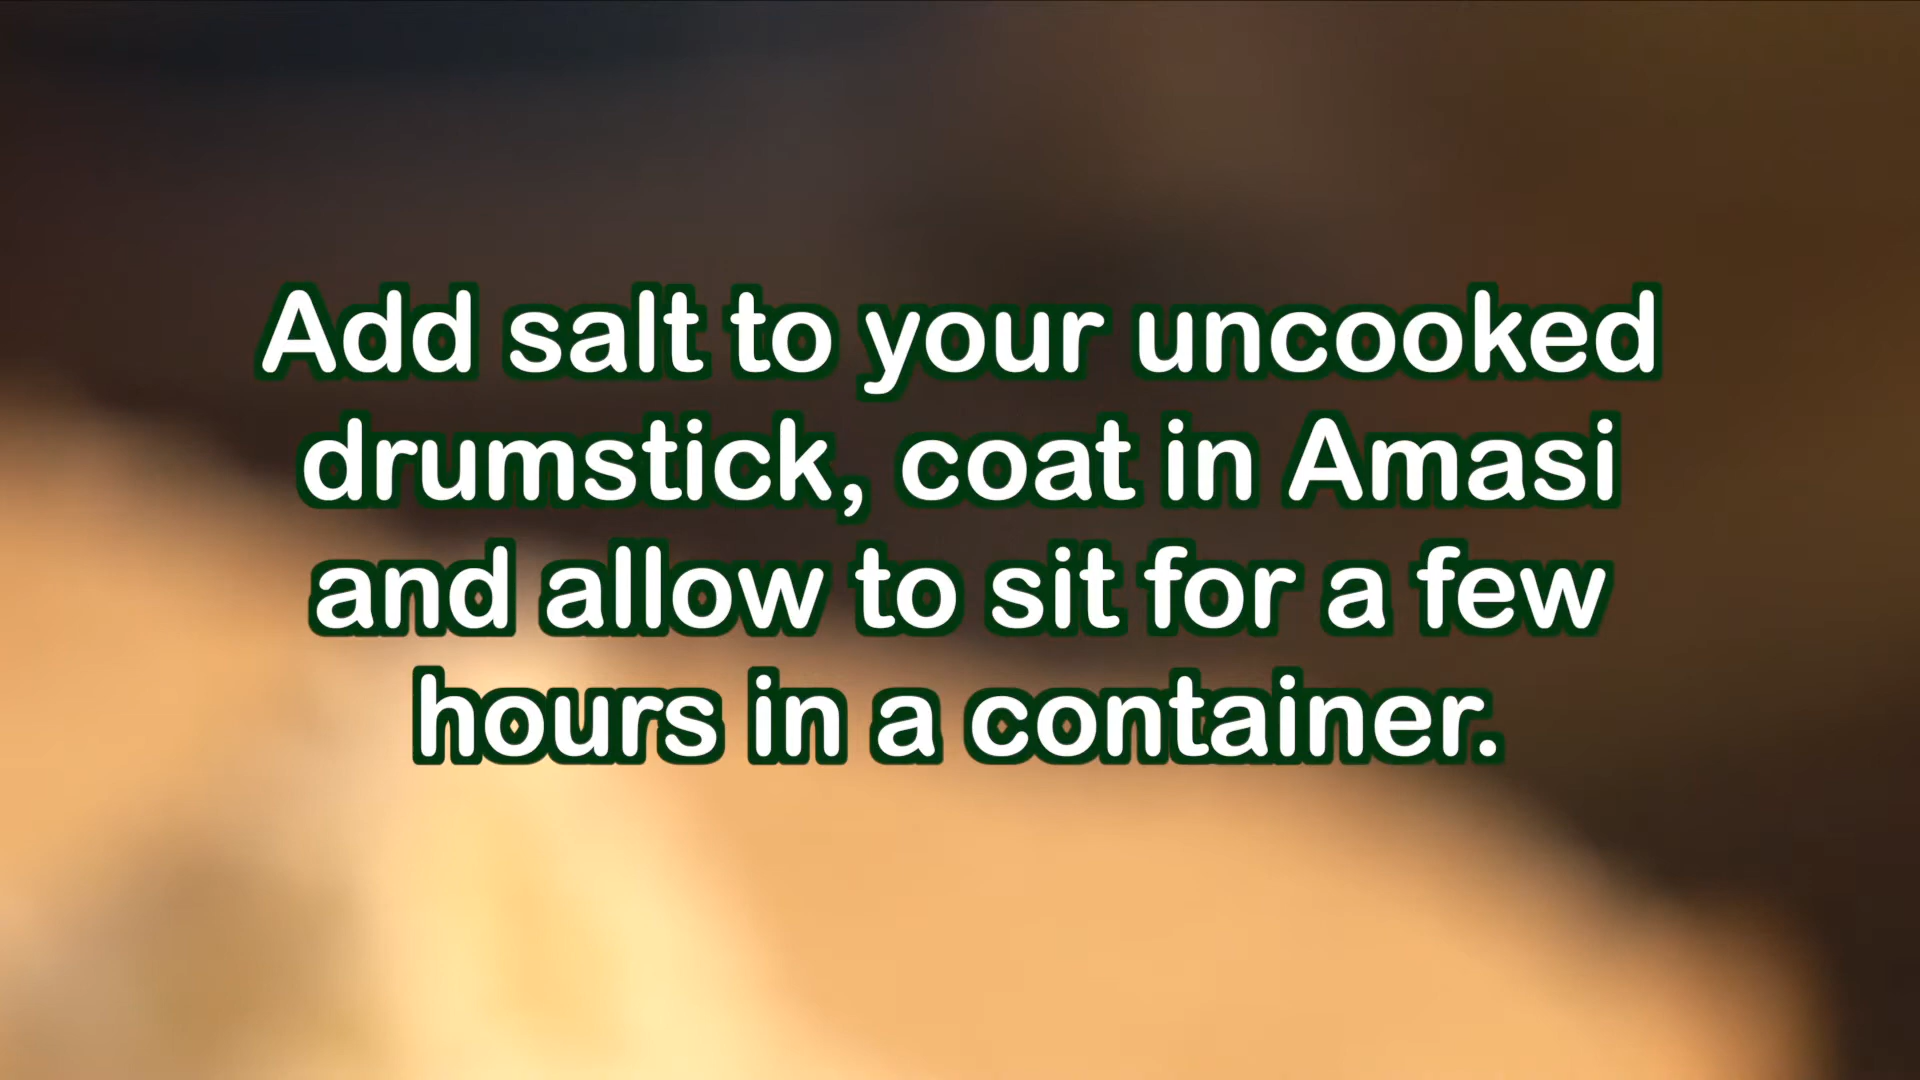 Add salt to your uncooked
drumstick, coat in Amasi
and allow to sit for a few
hours in a container.